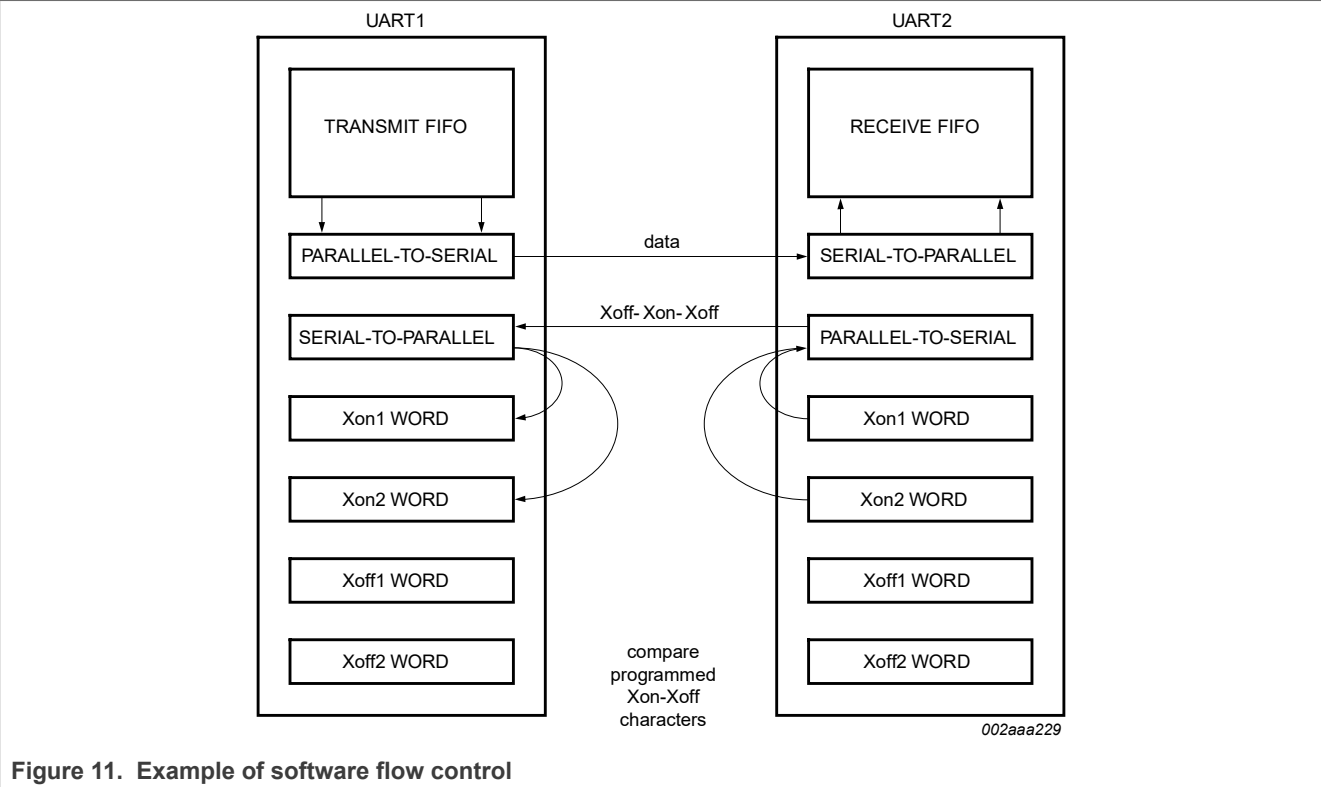 UART1
UART2
TRANSMIT FIFO
RECEIVE FIFO
PARALLEL-TO-SERIAL
data
SERIAL-TO-PARALLEL
SERIAL-TO-PARALLEL
Xoff- Xon- Xoff
PARALLEL-TO-SERIAL
Xon1 WORD
Xon1 WORD
Xon2 WORD
Xon2 WORD
Xoff1 WORD
Xoff1 WORD
Xoff2 WORD
compare
programmed
Xon-Xoff
characters
Xoff2 WORD
002aaa229
Figure 11. Example of software flow control